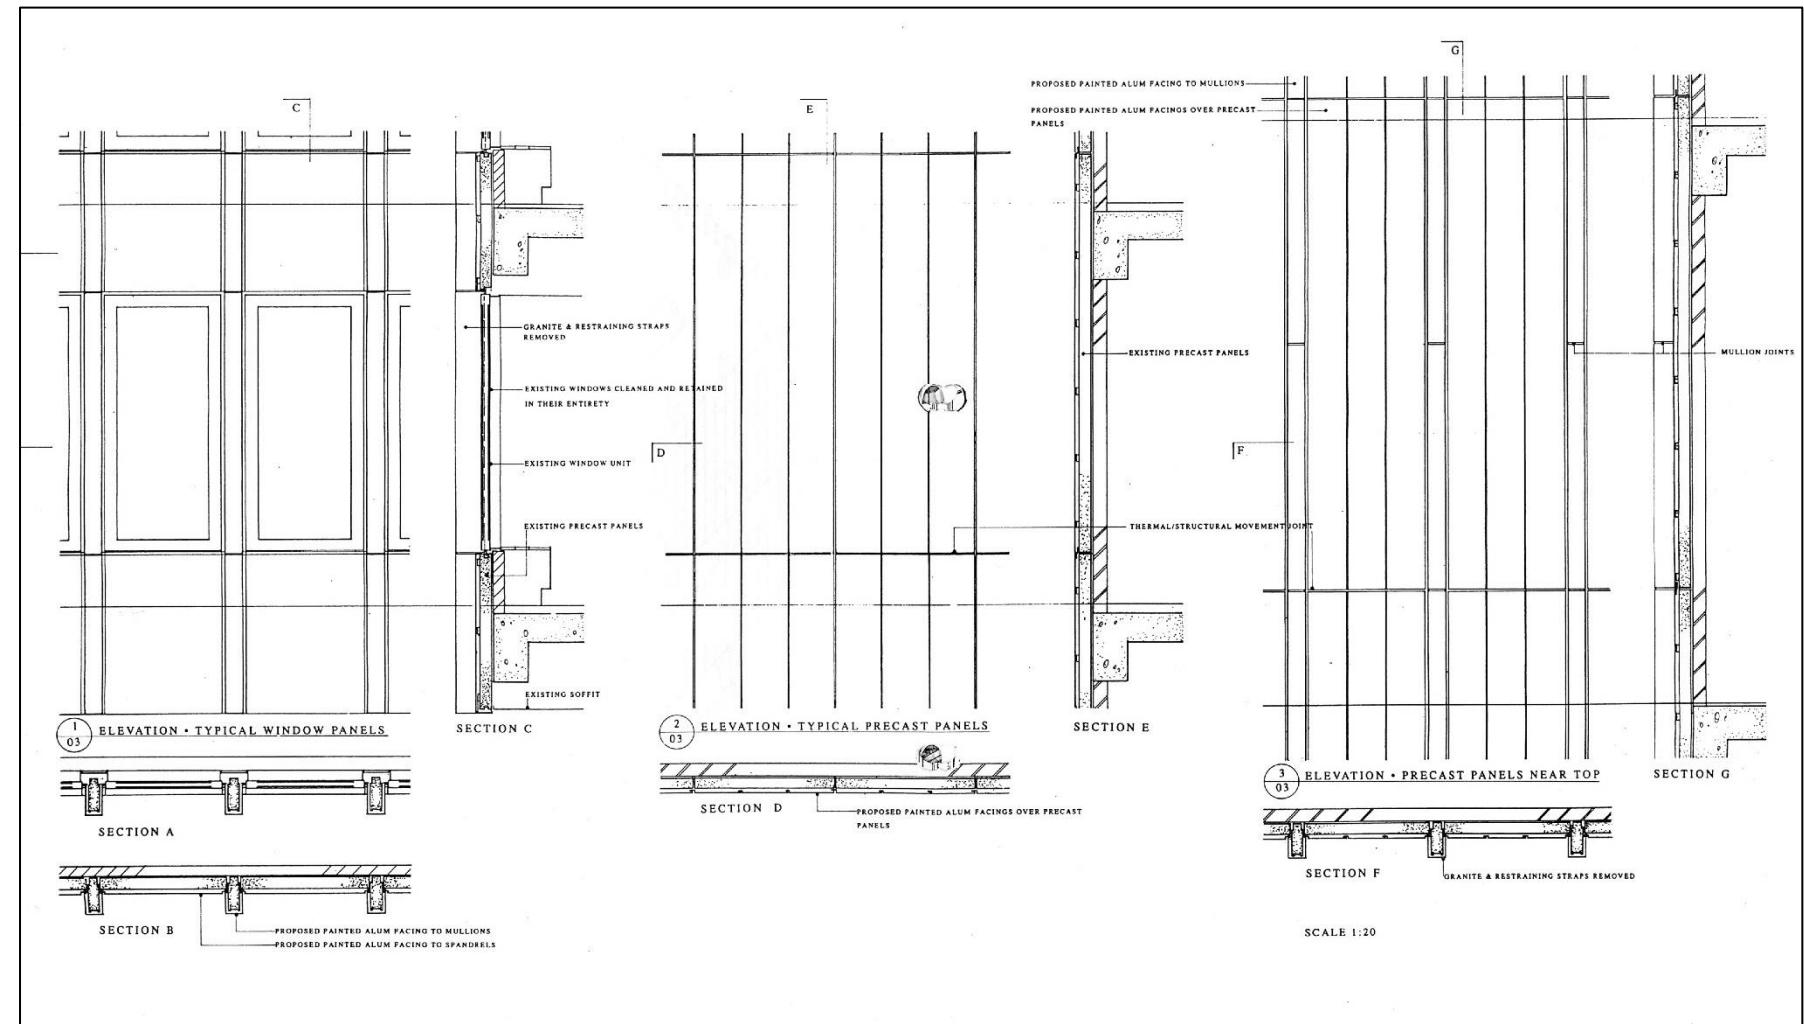 C
GRANITE & RESTRAINING STRAPS
REMOVED
EXISTING WINDOWS CLEANED AND RETAINED
IN THEIR ENTIRETY
EXISTING WINDOW UNIT
EXISTING PRECAST PANELS
EXISTING SOFFIT
1
03
ELEVATION • TYPICAL WINDOW PANELS
SECTION C
SECTION A
SECTION B
PROPOSED PAINTED ALUM FACING TO MULLIONS
PROPOSED PAINTED ALUM FACING TO SPANDRELS
E
D
EXISTING PRECAST PANELS
THERMAL/STRUCTURAL MOVEMENT JOINT
2
03
ELEVATION • TYPICAL PRECAST PANELS
SECTION E
SECTION D
PROPOSED PAINTED ALUM FACINGS OVER PRECAST
PANELS
G
PROPOSED PAINTED ALUM FACING TO MULLIONS
PROPOSED PAINTED ALUM FACINGS OVER PRECAST
PANELS
F
MULLION JOINTS
3
03
ELEVATION • PRECAST PANELS NEAR TOP
SECTION G
SECTION F
GRANITE & RESTRAINING STRAPS REMOVED
SCALE 1:20